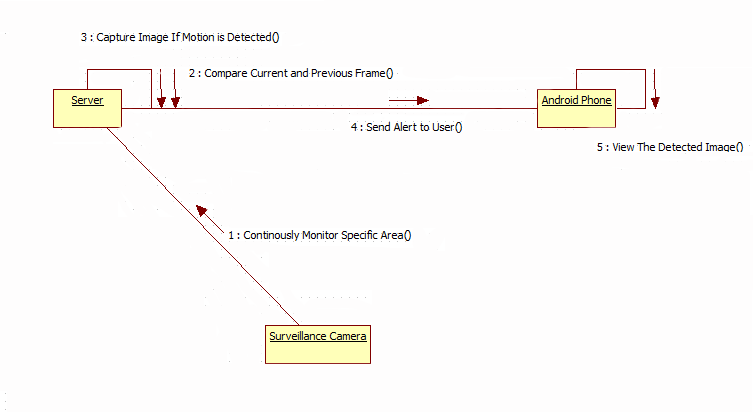 3 : Capture Image If Motion is Detected()
2 : Compare Current and Previous Frame()
Server
Android Phone
4 : Send Alert to User()
5 : View The Detected Image()
1 : Continously Monitor Specific Area()
Surveillance Camera